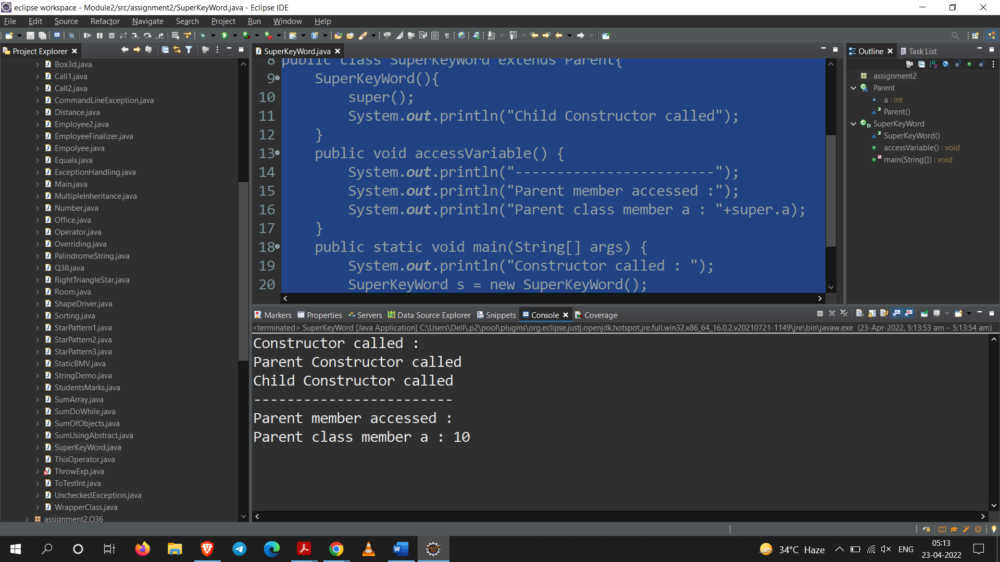 eclipse workspace - Module2/src/assignment2/SuperKeyWord.java - Eclipse IDE
File Edit Source Refactor Navigate Search Project Run Window Help
Project Explorer
Box3d.java
Call1.java
Call2.java
CommandLineException.java
Distance.java
Employee2.java
EmployeeFinalizer.java
Empolyee.java
Equals.java
ExceptionHandling.java
Main.java
MultipleInheritance.java
Number.java
Office.java
Operator.java
Overriding.java
PalindromeString.java
Q38.java
RightTriangleStar.java
Room.java
ShapeDriver.java
Sorting.java
StarPattern1.java
StarPattern2.java
StarPattern3.java
StaticBMV.java
StringDemo.java
StudentsMarks.java
SumArray.java
SumDoWhile.java
SumOfObjects.java
SumUsingAbstract.java
SuperKeyWord.java
ThisOperator.java
ThrowExp.java
ToTestInt.java
UncheckedException.java
WrapperClass.java
assignment2.Q36
SuperKeyWord.java
8 public class SuperKeyWord extends Parent{
9 SuperKeyWord(){
10 super();
11 System.out.println("Child Constructor called");
12 }
13 public void accessVariable() {
14 System.out.println("------------------------");
15 System.out.println("Parent member accessed :");
16 System.out.println("Parent class member a : "+super.a);
17 }
18 public static void main(String[] args) {
19 System.out.println("Constructor called : ");
20 SuperKeyWord s = new SuperKeyWord();
Outline Task List
assignment2
Parent
a : int
Parent()
SuperKeyWord
SuperKeyWord()
accessVariable() : void
main(String[]) : void
Markers Properties Servers Data Source Explorer Snippets Console Coverage
<terminated> SuperKeyWord [Java Application] C:\Users\Dell\.p2\pool\plugins\org.eclipse.justj.openjdk.hotspot.jre.full.win32.x86_64_16.0.2.v20210721-1149\jre\bin\javaw.exe (23-Apr-2022, 5:13:53 am – 5:13:54 am)
Constructor called :
Parent Constructor called
Child Constructor called
------------------------
Parent member accessed :
Parent class member a : 10
34°C Haze
ENG
05:13
23-04-2022